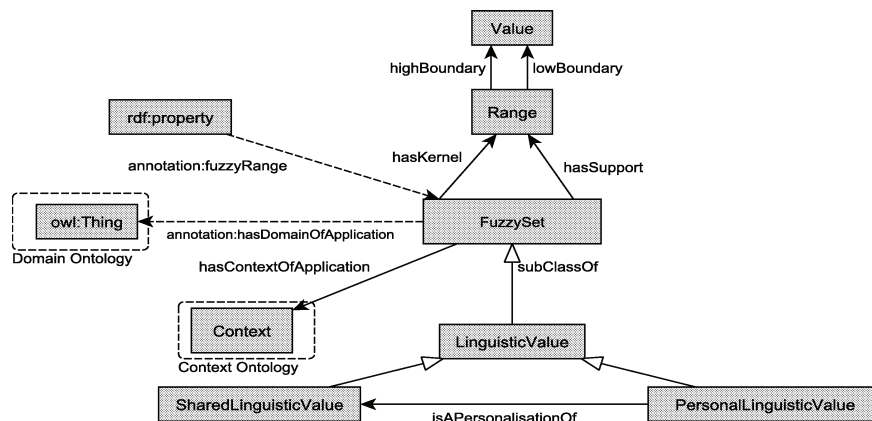 Value
highBoundary
lowBoundary
Range
rdf:property
hasKernel
hasSupport
annotation:fuzzyRange
owl:Thing
FuzzySet
annotation:hasDomainOfApplication
Domain Ontology
hasContextOfApplication
subClassOf
Context
LinguisticValue
Context Ontology
SharedLinguisticValue
PersonalLinguisticValue
isAPersonalisationOf